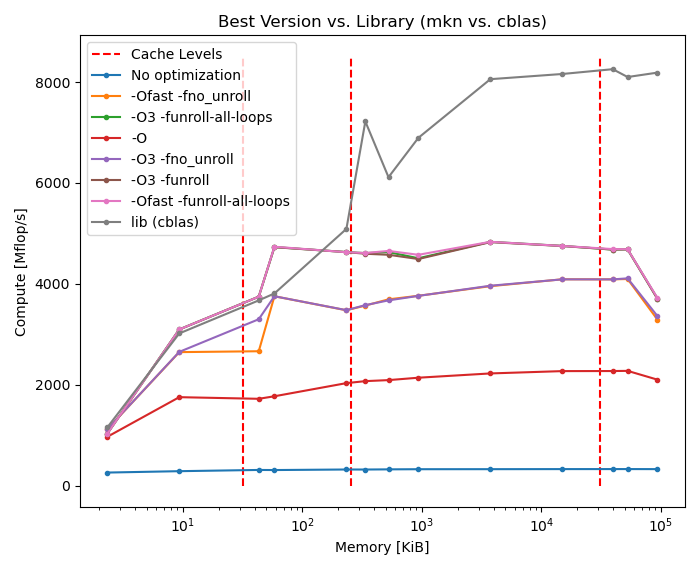 Best Version vs. Library (mkn vs. cblas)
Cache Levels
No optimization
-Ofast -fno_unroll
-O3 -funroll-all-loops
-O
-O3 -fno_unroll
-O3 -funroll
-Ofast -funroll-all-loops
lib (cblas)
Compute [Mflop/s]
8000
6000
4000
2000
0
10¹ 10² 10³ 10⁴ 10⁵
Memory [KiB]